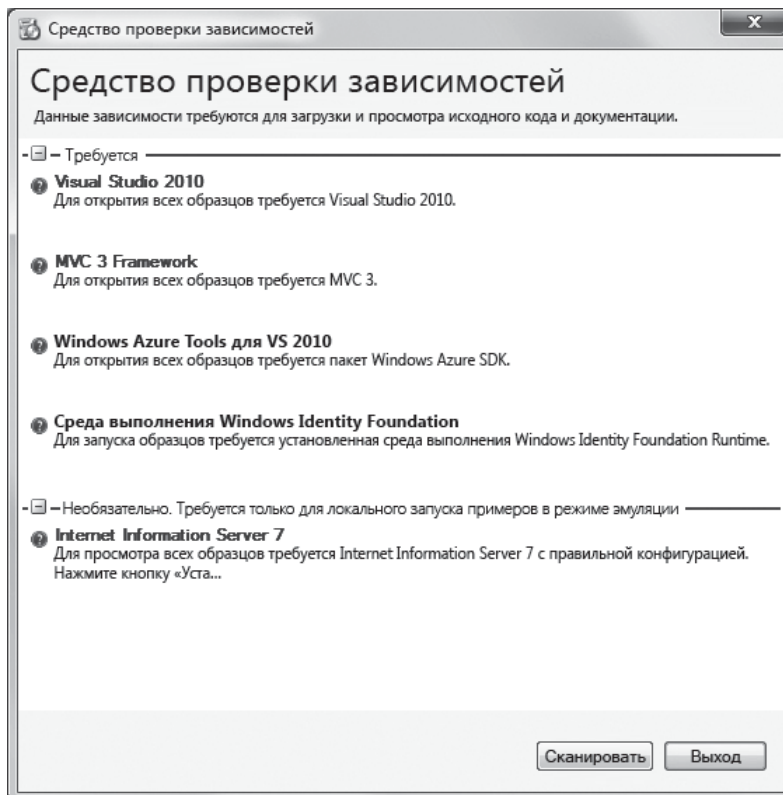 Средство проверки зависимостей
Средство проверки зависимостей
Данные зависимости требуются для загрузки и просмотра исходного кода и документации.
Требуется
Visual Studio 2010
Для открытия всех образцов требуется Visual Studio 2010.
MVC 3 Framework
Для открытия всех образцов требуется MVC 3.
Windows Azure Tools для VS 2010
Для открытия всех образцов требуется пакет Windows Azure SDK.
Среда выполнения Windows Identity Foundation
Для запуска образцов требуется установленная среда выполнения Windows Identity Foundation Runtime.
Необязательно. Требуется только для локального запуска примеров в режиме эмуляции
Internet Information Server 7
Для просмотра всех образцов требуется Internet Information Server 7 с правильной конфигурацией.
Нажмите кнопку «Уста...
Сканировать Выход